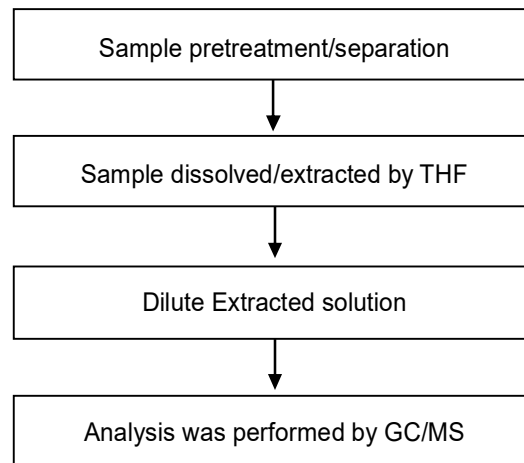 Sample pretreatment/separation
Sample dissolved/extracted by THF
Dilute Extracted solution
Analysis was performed by GC/MS